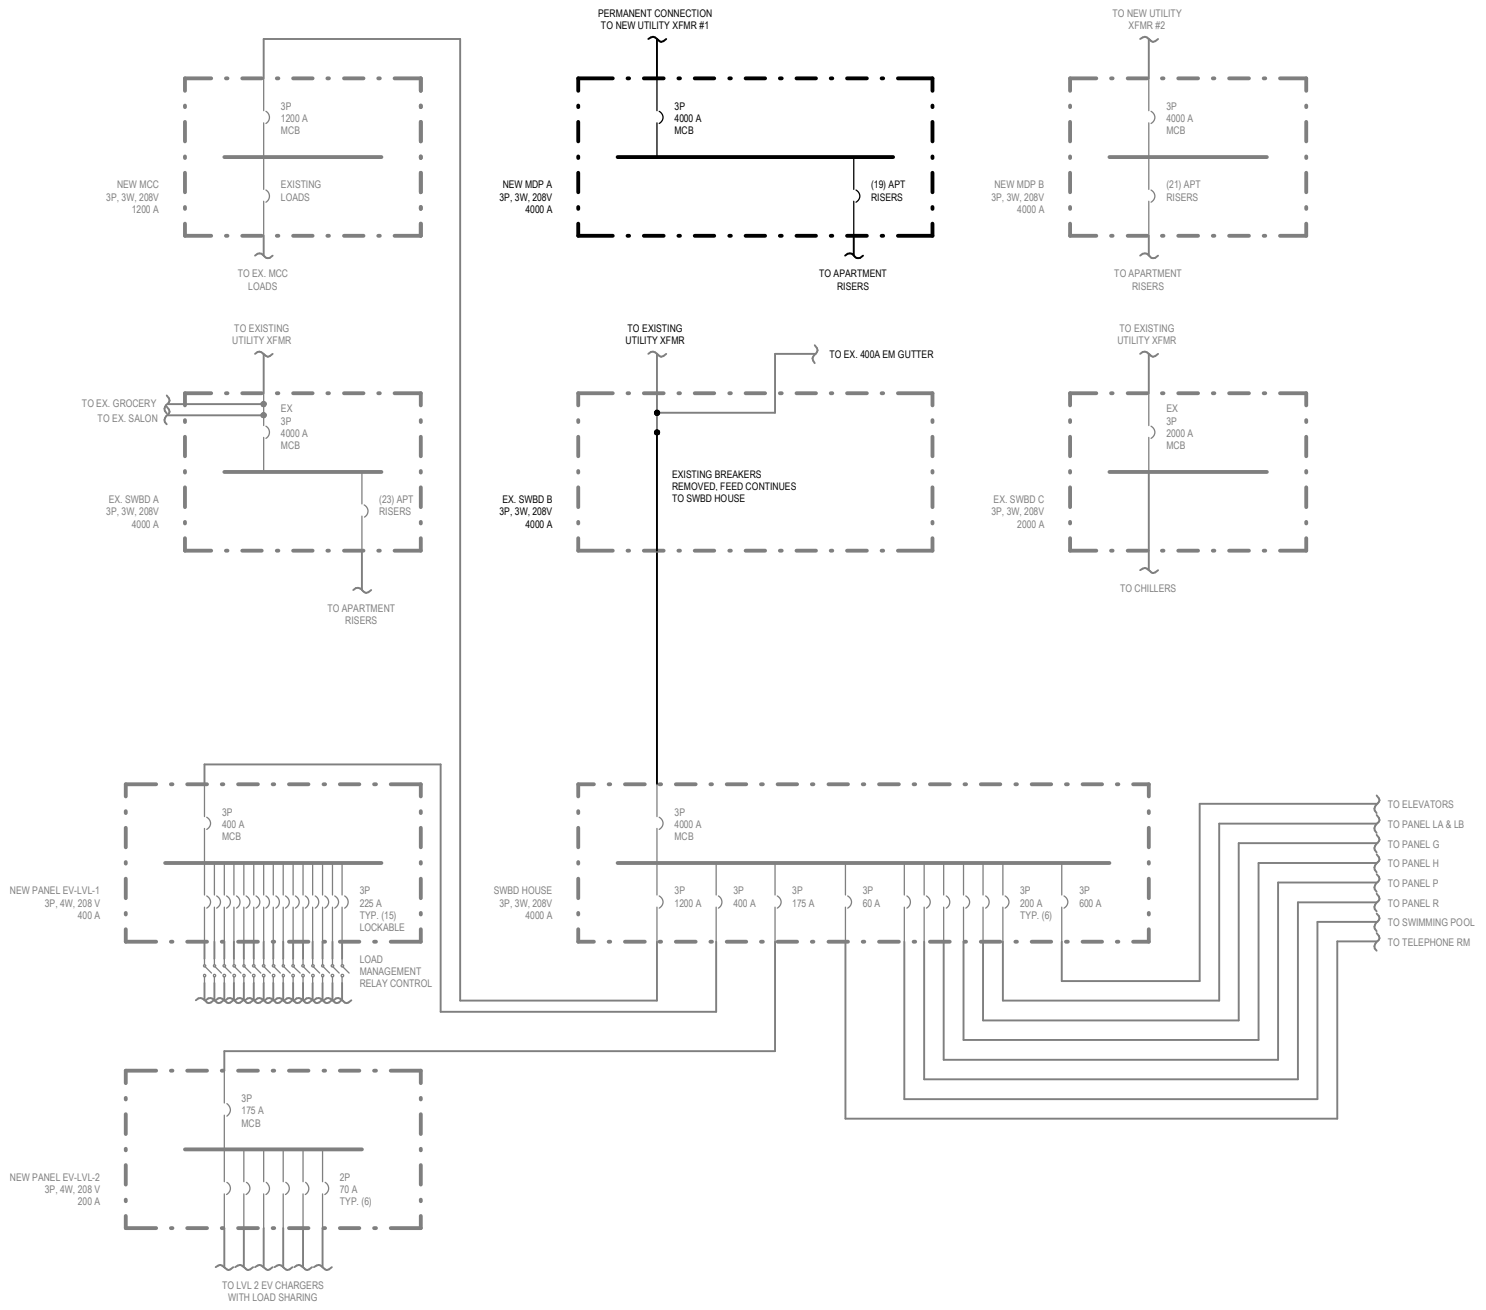 PERMANENT CONNECTION
TO NEW UTILITY XFMR #1
TO NEW UTILITY
XFMR #2
3P
1200 A
MCB
NEW MCC
3P, 3W, 208V
1200 A
EXISTING
LOADS
TO EX. MCC
LOADS
3P
4000 A
MCB
NEW MDP A
3P, 3W, 208V
4000 A
(19) APT
RISERS
TO APARTMENT
RISERS
3P
4000 A
MCB
NEW MDP B
3P, 3W, 208V
4000 A
(21) APT
RISERS
TO APARTMENT
RISERS
TO EXISTING
UTILITY XFMR
TO EX. GROCERY
TO EX. SALON
EX
3P
4000 A
MCB
EX. SWBD A
3P, 3W, 208V
4000 A
(23) APT
RISERS
TO APARTMENT
RISERS
TO EXISTING
UTILITY XFMR
TO EX. 400A EM GUTTER
EXISTING BREAKERS
REMOVED, FEED CONTINUES
TO SWBD HOUSE
EX. SWBD B
3P, 3W, 208V
4000 A
TO EXISTING
UTILITY XFMR
EX
3P
2000 A
MCB
EX. SWBD C
3P, 3W, 208V
2000 A
TO CHILLERS
3P
400 A
MCB
NEW PANEL EV-LVL-1
3P, 4W, 208 V
400 A
3P
225 A
TYP. (15)
LOCKABLE
LOAD
MANAGEMENT
RELAY CONTROL
3P
4000 A
MCB
SWBD HOUSE
3P, 3W, 208V
4000 A
3P
1200 A
3P
400 A
3P
175 A
3P
60 A
3P
200 A
TYP. (6)
3P
600 A
TO ELEVATORS
TO PANEL LA & LB
TO PANEL G
TO PANEL H
TO PANEL P
TO PANEL R
TO SWIMMING POOL
TO TELEPHONE RM
3P
175 A
MCB
NEW PANEL EV-LVL-2
3P, 4W, 208 V
200 A
2P
70 A
TYP. (6)
TO LVL 2 EV CHARGERS
WITH LOAD SHARING